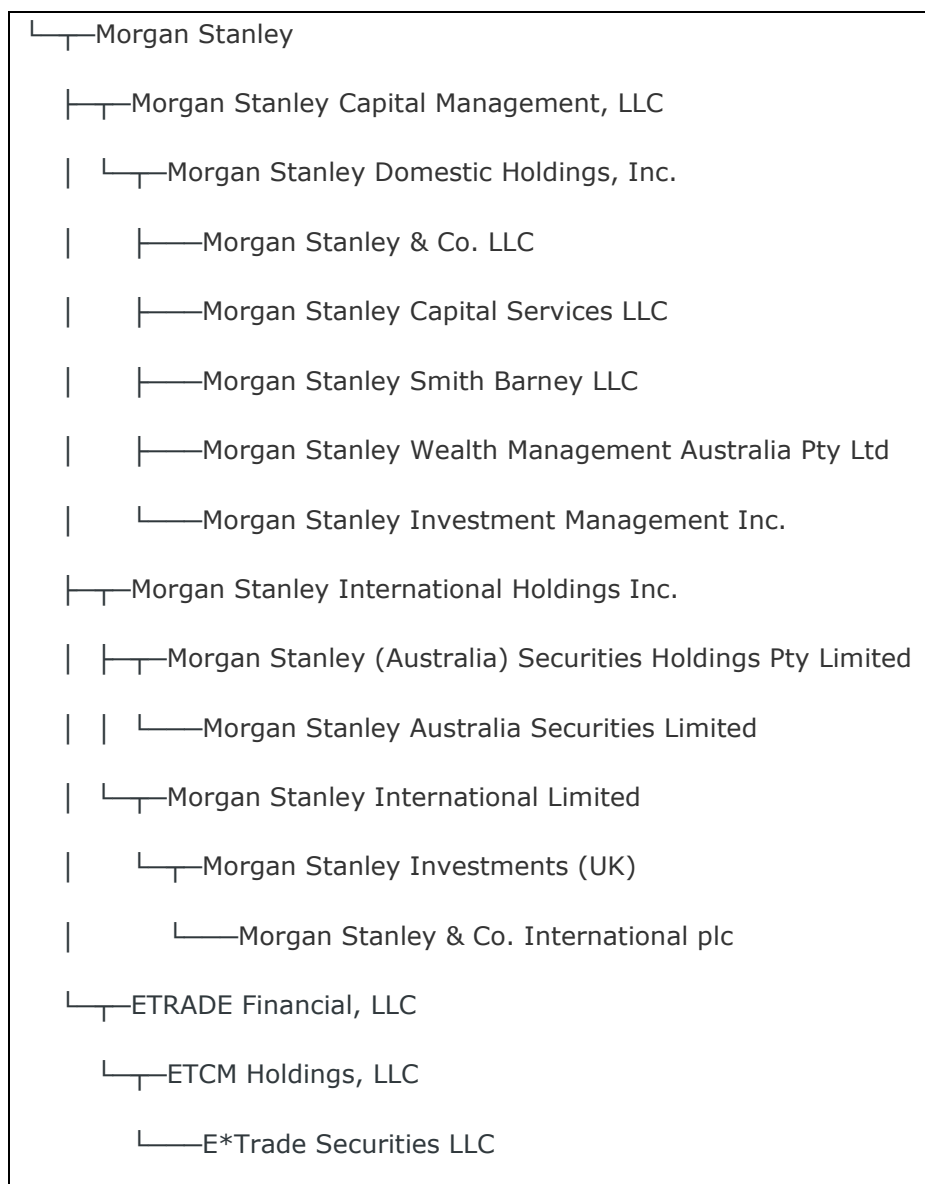 Morgan Stanley
Morgan Stanley Capital Management, LLC
Morgan Stanley Domestic Holdings, Inc.
Morgan Stanley & Co. LLC
Morgan Stanley Capital Services LLC
Morgan Stanley Smith Barney LLC
Morgan Stanley Wealth Management Australia Pty Ltd
Morgan Stanley Investment Management Inc.
Morgan Stanley International Holdings Inc.
Morgan Stanley (Australia) Securities Holdings Pty Limited
Morgan Stanley Australia Securities Limited
Morgan Stanley International Limited
Morgan Stanley Investments (UK)
Morgan Stanley & Co. International plc
ETRADE Financial, LLC
ETCM Holdings, LLC
E*Trade Securities LLC